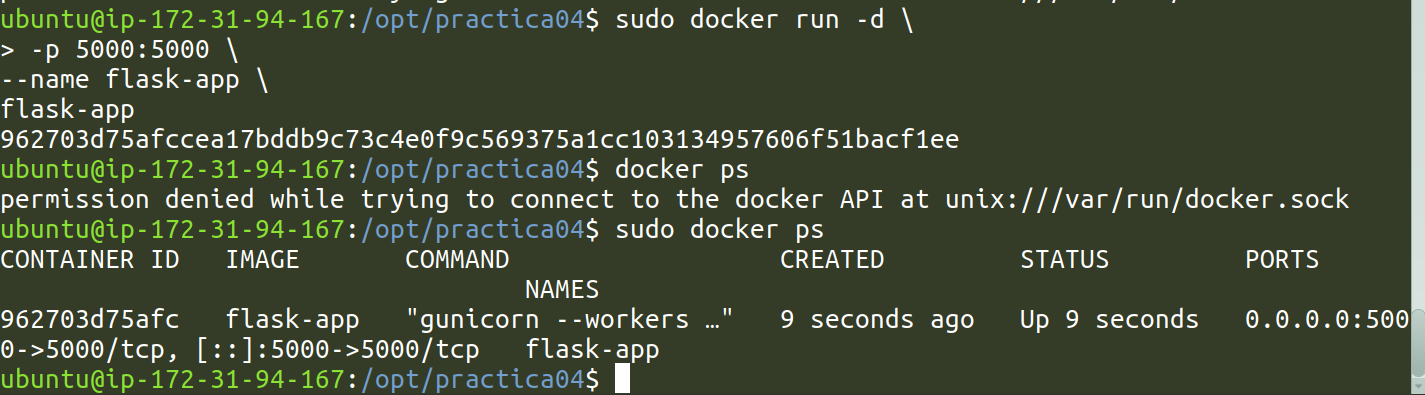 ubuntu@ip-172-31-94-167:/opt/practica04$ sudo docker run -d \
> -p 5000:5000 \
--name flask-app \
flask-app
962703d75afccea17bddb9c73c4e0f9c569375a1cc103134957606f51bacf1ee
ubuntu@ip-172-31-94-167:/opt/practica04$ docker ps
permission denied while trying to connect to the docker API at unix:///var/run/docker.sock
ubuntu@ip-172-31-94-167:/opt/practica04$ sudo docker ps
CONTAINER ID   IMAGE       COMMAND                  CREATED         STATUS         PORTS
                                   NAMES
962703d75afc   flask-app   "gunicorn --workers …"   9 seconds ago   Up 9 seconds   0.0.0.0:500
0->5000/tcp, [::]:5000->5000/tcp   flask-app
ubuntu@ip-172-31-94-167:/opt/practica04$